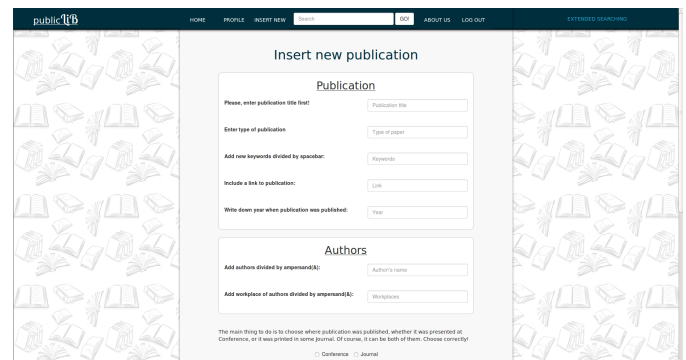 publicLiB
HOME PROFILE INSERT NEW Search GO! ABOUT US LOG OUT EXTENDED SEARCHING
Insert new publication
Publication
Please, enter publication title first! Publication title
Enter type of publication Type of paper
Add new keywords divided by spacebar: Keywords
Include a link to publication: Link
Write down year when publication was published: Year
Authors
Add authors divided by ampersand(&): Author's name
Add workplace of authors divided by ampersand(&): Workplaces
The main thing to do is to choose where publication was published, whether it was presented at
Conference, or it was printed in some Journal. Of course, it can be both of them. Choose correctly!
Conference Journal